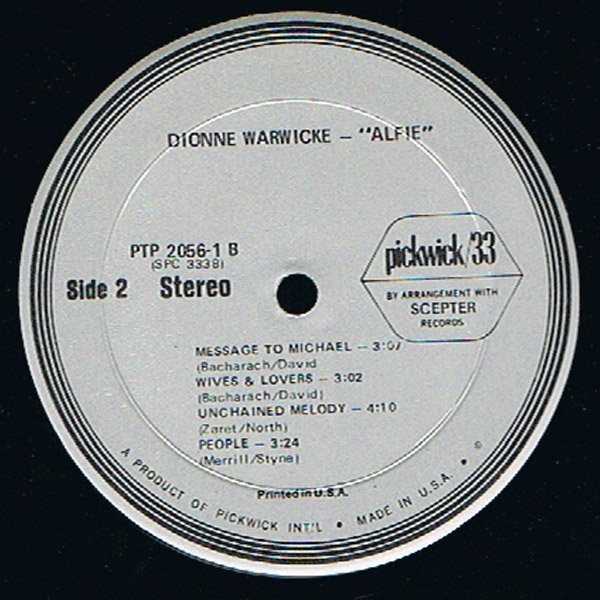 DIONNE WARWICKE – "ALFIE"
PTP 2056-1 B
(SPC 3338)
Side 2 Stereo
pickwick/33
BY ARRANGEMENT WITH
SCEPTER
RECORDS
MESSAGE TO MICHAEL – 3:07
(Bacharach/David
WIVES & LOVERS – 3:02
(Bacharach/David)
UNCHAINED MELODY – 4:10
(Zaret/North)
PEOPLE – 3:24
(Merrill/Styne)
Printed in U.S.A.
A PRODUCT OF PICKWICK INT'L • MADE IN U.S.A. • ©